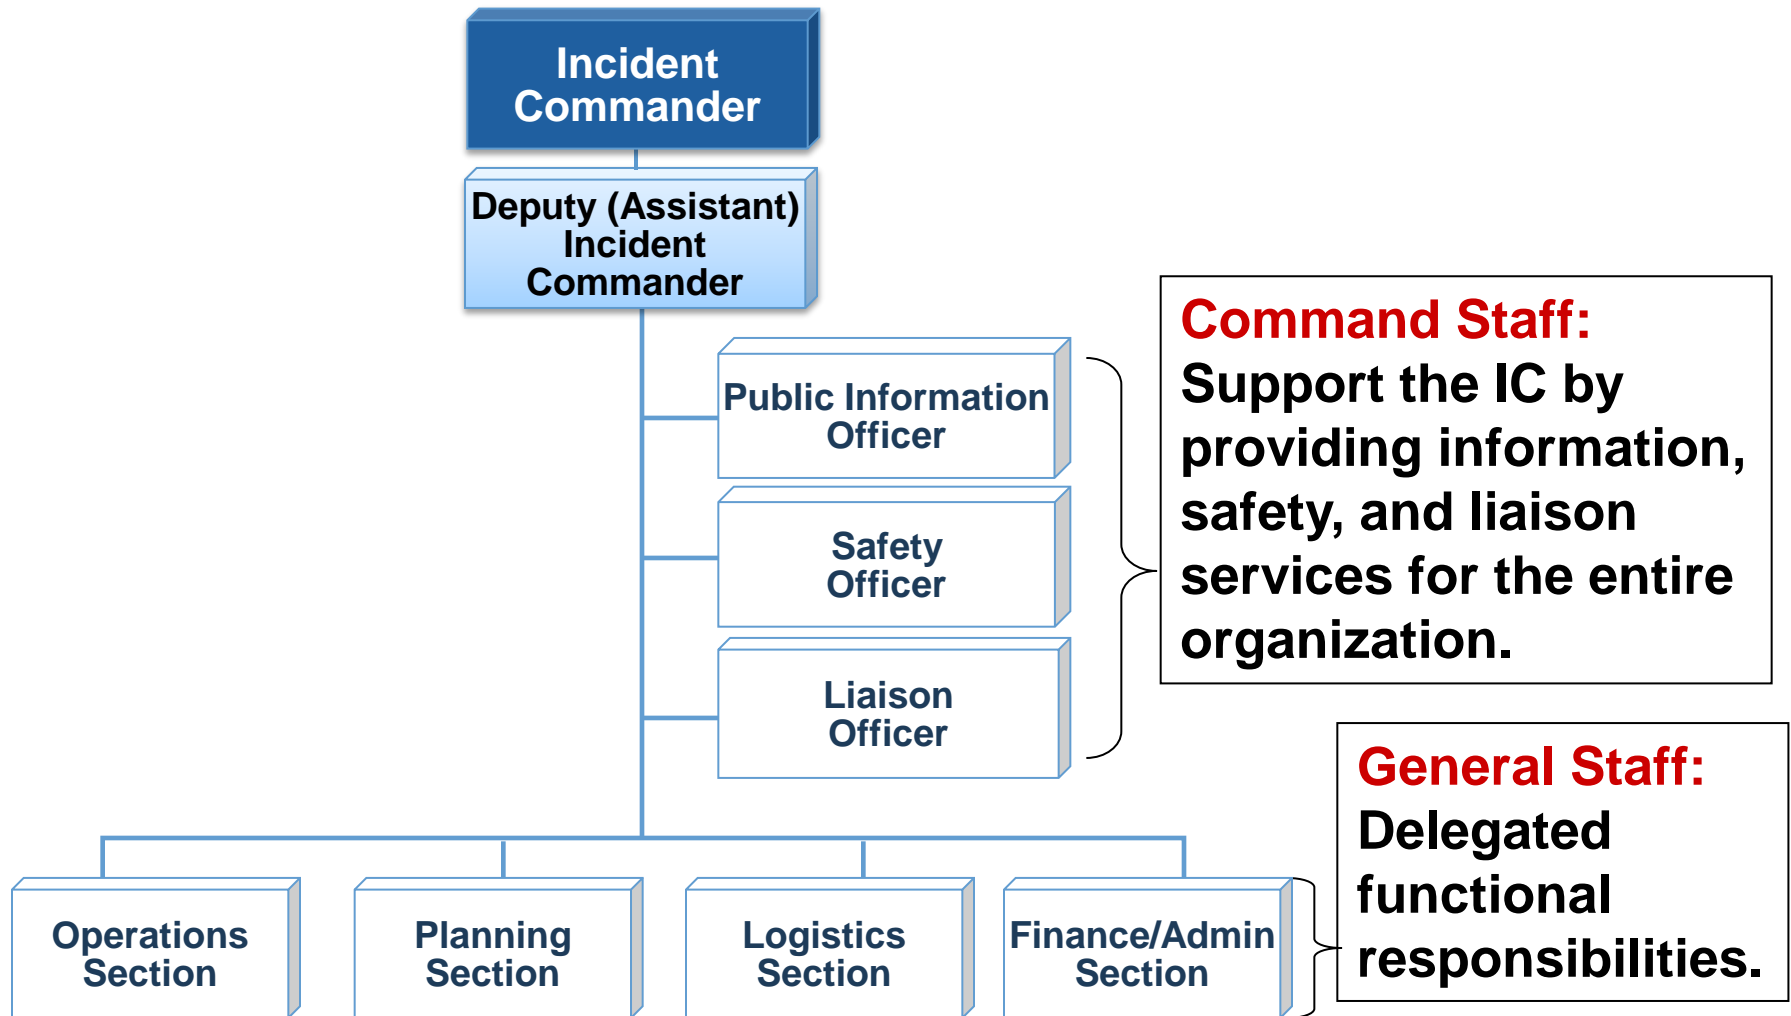 Incident
Commander
Deputy (Assistant)
Incident
Commander
Public Information
Officer
Safety
Officer
Liaison
Officer
Command Staff:
Support the IC by
providing information,
safety, and liaison
services for the entire
organization.
General Staff:
Delegated
functional
responsibilities.
Operations
Section
Planning
Section
Logistics
Section
Finance/Admin
Section